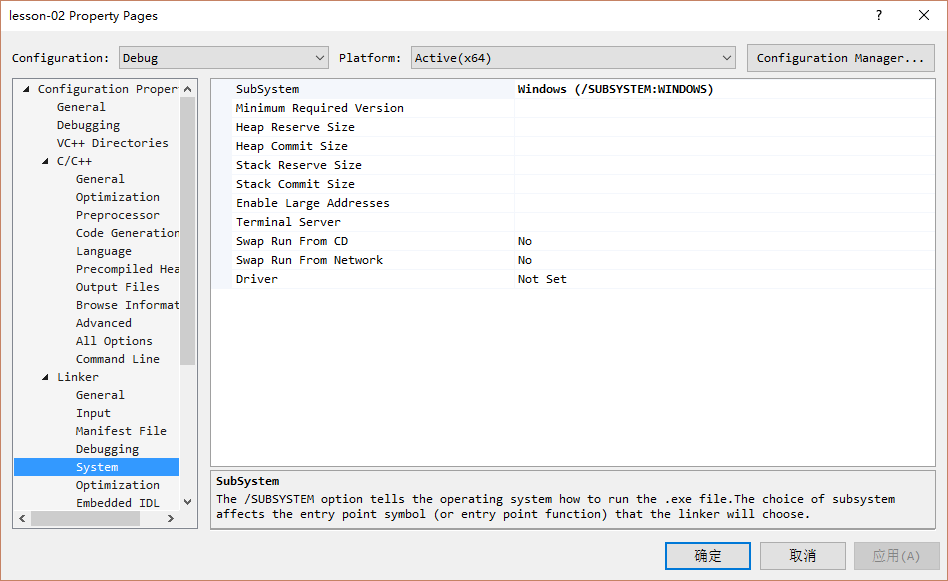 lesson-02 Property Pages
Configuration: Debug Platform: Active(x64) Configuration Manager...
Configuration Proper
General
Debugging
VC++ Directories
C/C++
General
Optimization
Preprocessor
Code Generation
Language
Precompiled Hea
Output Files
Browse Informat
Advanced
All Options
Command Line
Linker
General
Input
Manifest File
Debugging
System
Optimization
Embedded IDL
SubSystem Windows (/SUBSYSTEM:WINDOWS)
Minimum Required Version
Heap Reserve Size
Heap Commit Size
Stack Reserve Size
Stack Commit Size
Enable Large Addresses
Terminal Server
Swap Run From CD No
Swap Run From Network No
Driver Not Set
SubSystem
The /SUBSYSTEM option tells the operating system how to run the .exe file.The choice of subsystem
affects the entry point symbol (or entry point function) that the linker will choose.
确定 取消 应用(A)